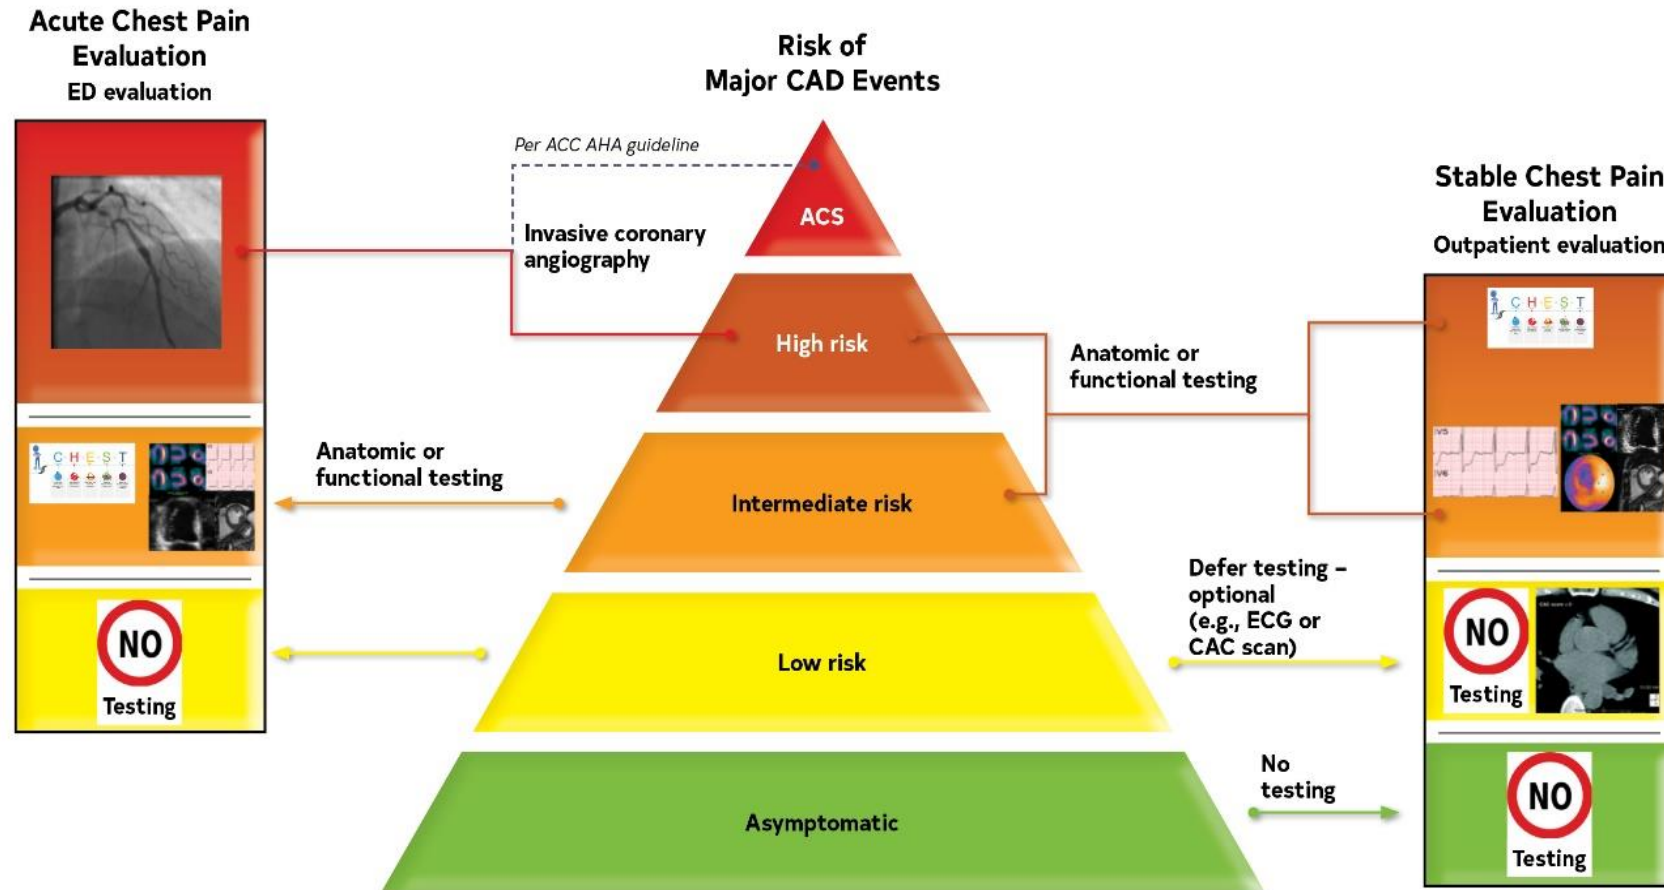 Acute Chest Pain
Evaluation
ED evaluation
NO
Testing
C H E S T
Risk of
Major CAD Events
Per ACC AHA guideline
Invasive coronary
angiography
ACS
High risk
Anatomic or
functional testing
Intermediate risk
Low risk
Asymptomatic
Anatomic or
functional testing
Defer testing –
optional
(e.g., ECG or
CAC scan)
No
testing
Stable Chest Pain
Evaluation
Outpatient evaluation
C·H·E·S·T
V5
V6
NO
Testing
NO
Testing